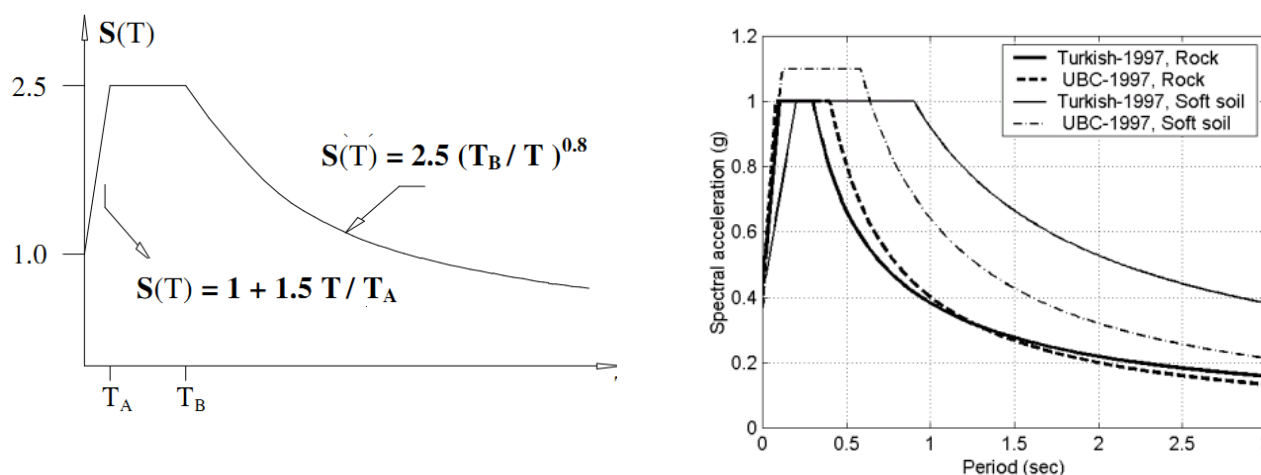 S(T)
2.5
S(T) = 2.5 (T_B / T )^0.8
1.0
S(T) = 1 + 1.5 T / T_A
T_A T_B
1.2
1
0.8
0.6
0.4
0.2
0
Spectral acceleration (g)
Turkish-1997, Rock
UBC-1997, Rock
Turkish-1997, Soft soil
UBC-1997, Soft soil
0 0.5 1 1.5 2 2.5
Period (sec)